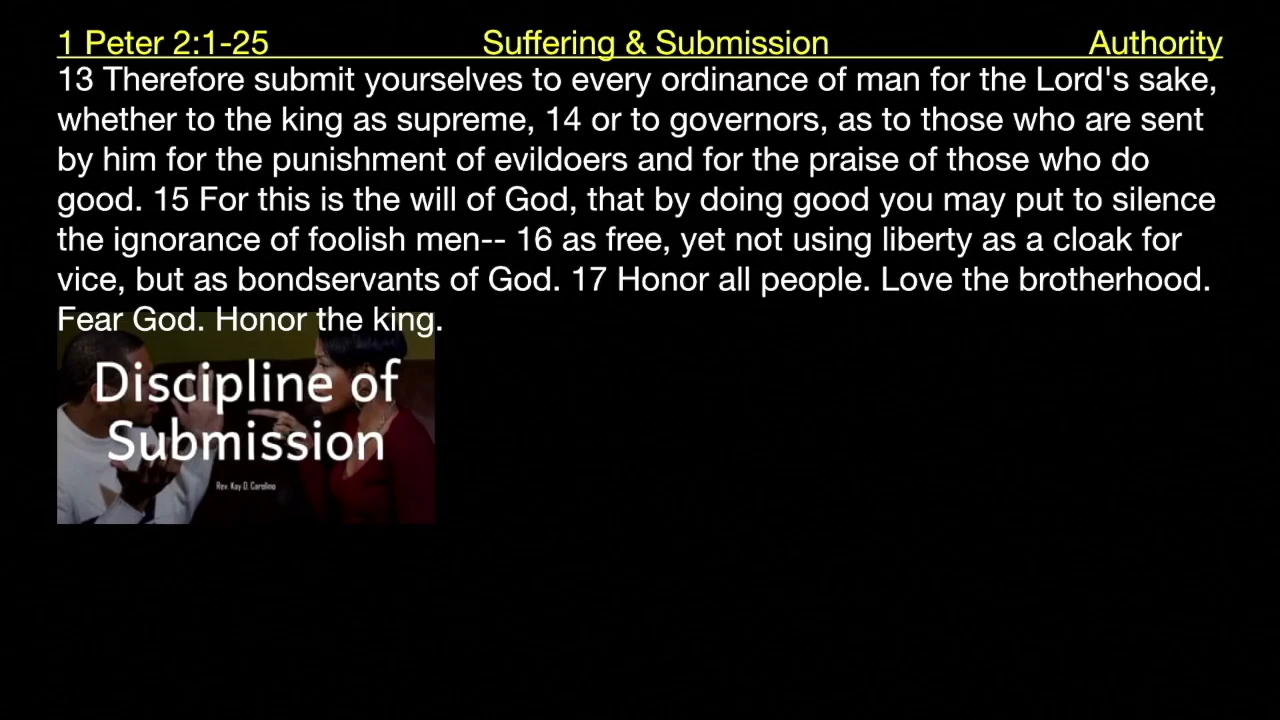 1 Peter 2:1-25 Suffering & Submission Authority
13 Therefore submit yourselves to every ordinance of man for the Lord's sake,
whether to the king as supreme, 14 or to governors, as to those who are sent
by him for the punishment of evildoers and for the praise of those who do
good. 15 For this is the will of God, that by doing good you may put to silence
the ignorance of foolish men-- 16 as free, yet not using liberty as a cloak for
vice, but as bondservants of God. 17 Honor all people. Love the brotherhood.
Fear God. Honor the king.
Discipline of
Submission
Rev. Kay D. Carolino